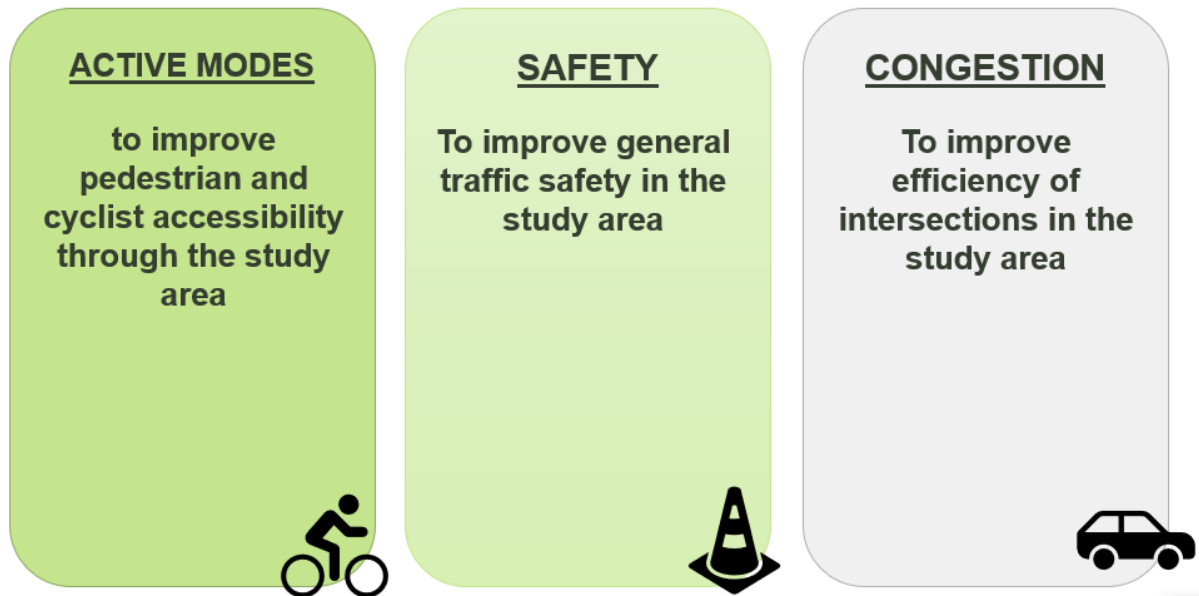 ACTIVE MODES
to improve
pedestrian and
cyclist accessibility
through the study
area
SAFETY
To improve general
traffic safety in the
study area
CONGESTION
To improve
efficiency of
intersections in the
study area